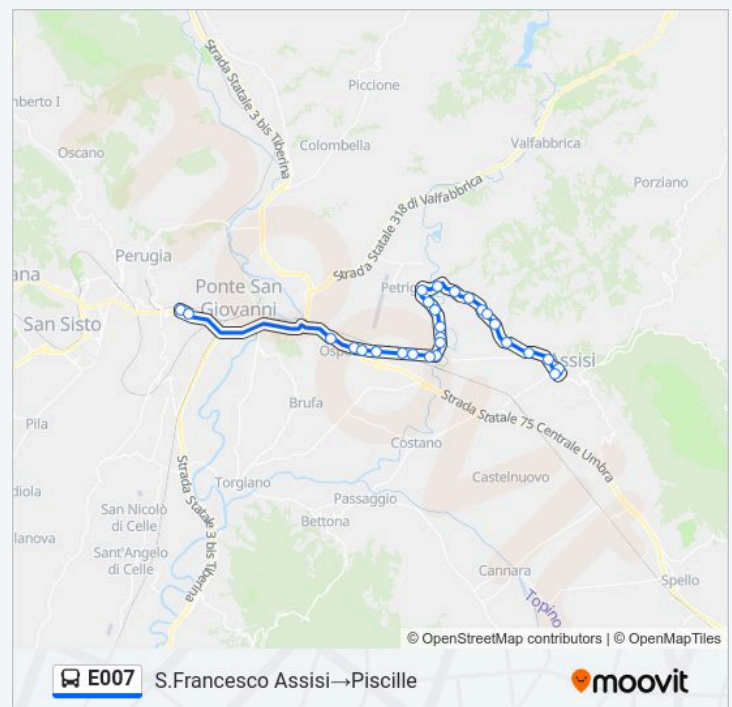 Piccione
nberto I
Strada Statale 3 bis Tiberina
Oscano
Colombella
Valfabbrica
Porziano
Strada Statale 318 di Valfabbrica
Perugia
ana
Ponte San
Giovanni
Petrig
San Sisto
Osp
Assisi
Brufa
Strada Statale 75 Centrale Umbra
Pila
Costano
Strada Statale 3 bis Tiberina
Torgiano
Castelnuovo
diola
San Nicolò
di Celle
Passaggio
Bettona
lanova
Sant'Angelo
di Celle
Cannara
Spello
Topino
moovit
© OpenStreetMap contributors | © OpenMapTiles
E007 S.Francesco Assisi→Piscille
moovit